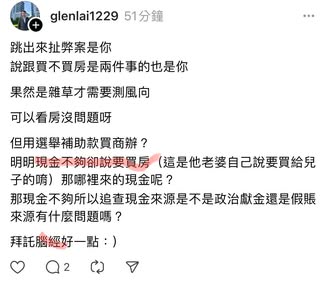 glenlai1229 51分鐘
跳出來扯弊案是你
說跟買不買房是兩件事的也是你
果然是雜草才需要測風向
可以看房沒問題呀
但用選舉補助款買商辦？
明明現金不夠卻說要買房（這是他老婆自己說要買給兒
子的唷）那哪裡來的現金呢？
那現金不夠所以追查現金來源是不是政治獻金還是假賬
來源有什麼問題嗎？
拜託腦經好一點：）
2